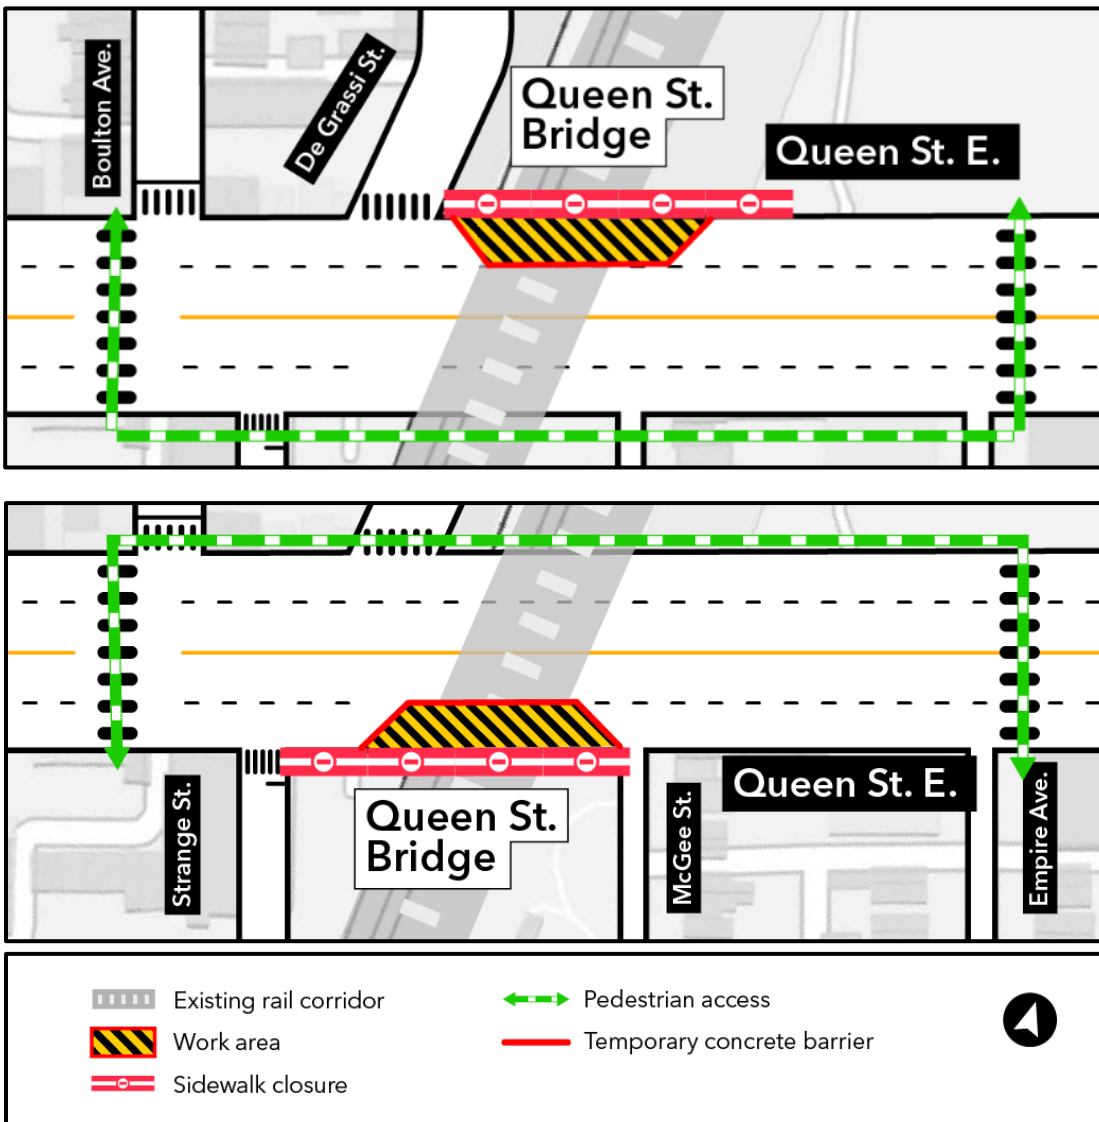 Boulton Ave.
De Grassi St.
Queen St.
Bridge
Queen St. E.
Strange St.
Queen St.
Bridge
McGee St.
Queen St. E.
Empire Ave.
Existing rail corridor
Work area
Sidewalk closure
Pedestrian access
Temporary concrete barrier